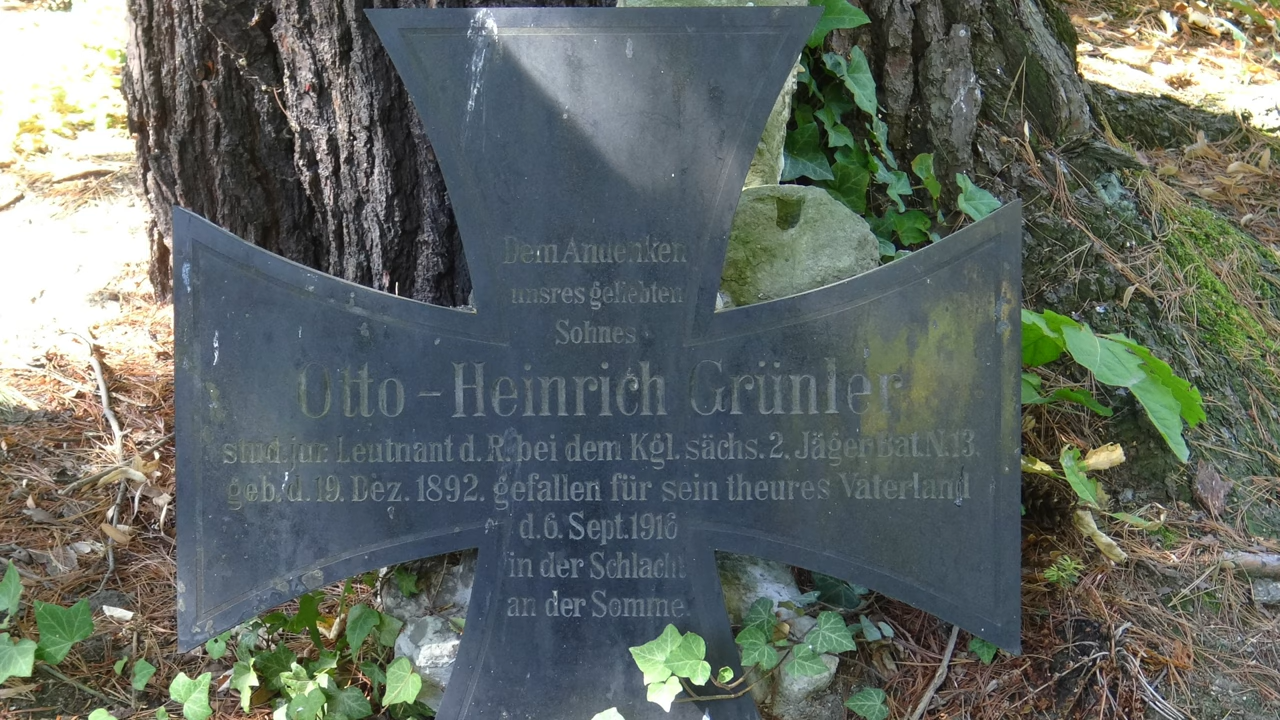 Dem Andenken
unsres geliebten
Sohnes
Otto - Heinrich Grünler
stud. jur. Leutnant d. R. bei dem Kgl. sächs. 2. Jäger Bat. N. 13.
geb. d. 19. Dez. 1892. gefallen für sein theures Vaterland
d. 6. Sept. 1916
in der Schlacht
an der Somme.